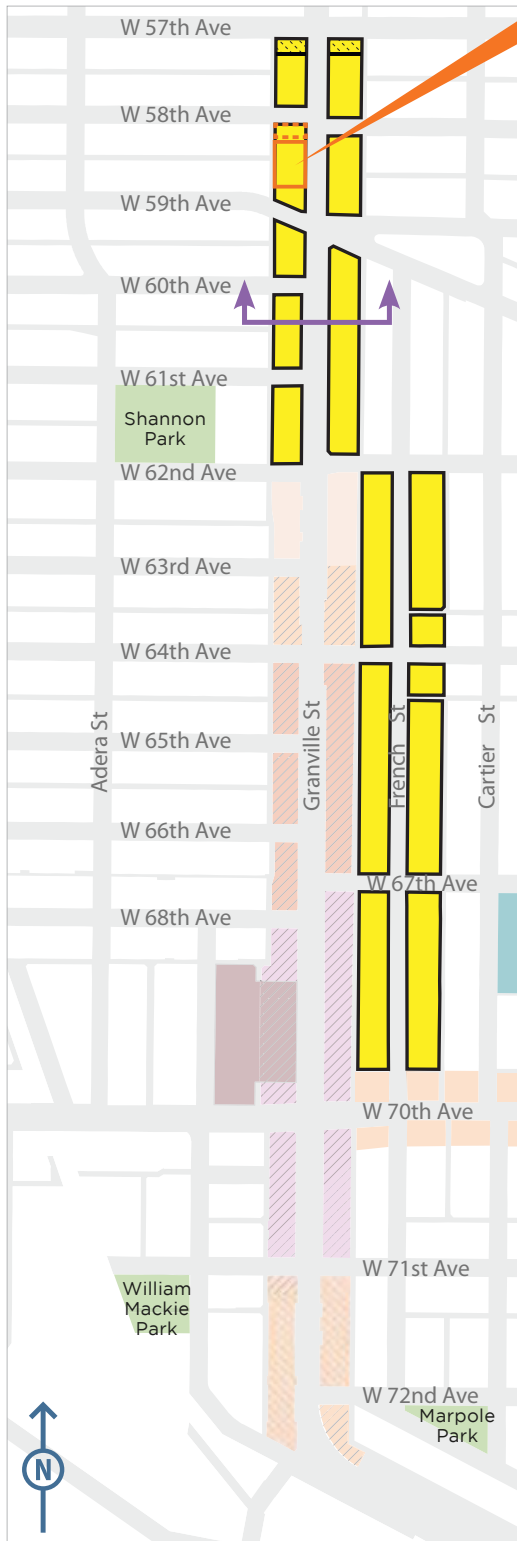 W 57th Ave
W 58th Ave
W 59th Ave
W 60th Ave
W 61st Ave
Shannon
Park
W 62nd Ave
W 63rd Ave
W 64th Ave
Adera St
Granville St
French St
Cartier St
W 65th Ave
W 66th Ave
W 67th Ave
W 68th Ave
W 70th Ave
W 71st Ave
William
Mackie
Park
W 72nd Ave
Marpole
Park
N